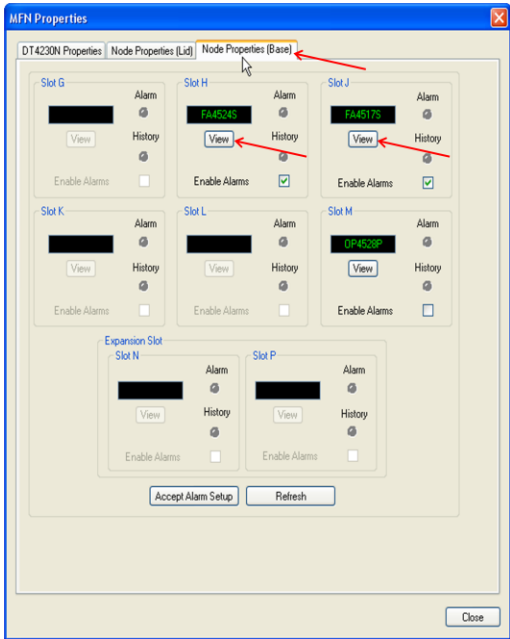 MFN Properties
DT4230N Properties Node Properties (Lid) Node Properties (Base)
Slot G Slot H Slot J
Alarm Alarm Alarm
FA4524S FA4517S
View History View History View History
Enable Alarms Enable Alarms Enable Alarms
Slot K Slot L Slot M
Alarm Alarm Alarm
OP4528P
View History View History View History
Enable Alarms Enable Alarms Enable Alarms
Expansion Slot
Slot N Slot P
Alarm Alarm
View History View History
Enable Alarms Enable Alarms
Accept Alarm Setup Refresh
Close